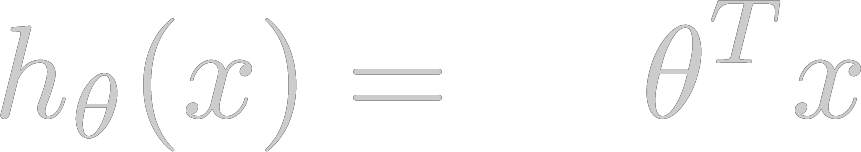 h_θ(x) = θ^T x